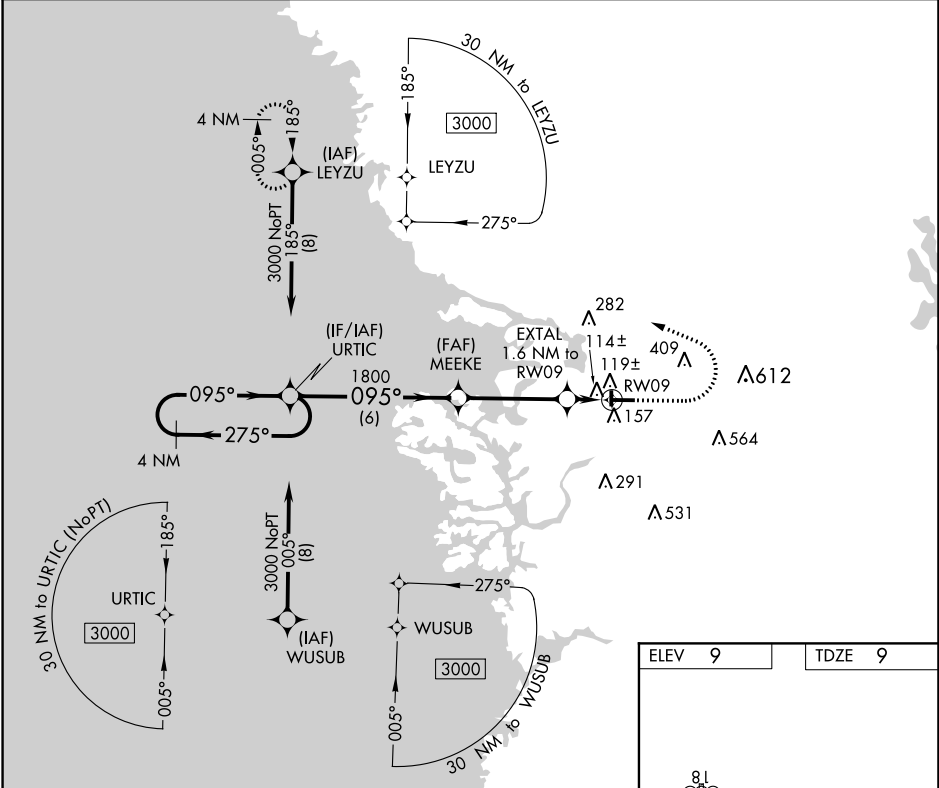 30 NM to LEYZU
185°
3000
LEYZU
275°
4 NM
185°
005°
(IAF)
LEYZU
3000 NoPT
185°
(8)
(IF/IAF)
URTIC
095°
275°
4 NM
1800
095°
(6)
(FAF)
MEEKE
EXTAL
1.6 NM to
RW09
282
114±
119±
409
RW09
157
612
564
291
531
30 NM to URTIC (NoPT)
185°
URTIC
3000
005°
3000 NoPT
005°
(8)
(IAF)
WUSUB
275°
WUSUB
3000
005°
30 NM to WUSUB
ELEV 9
TDZE 9
18